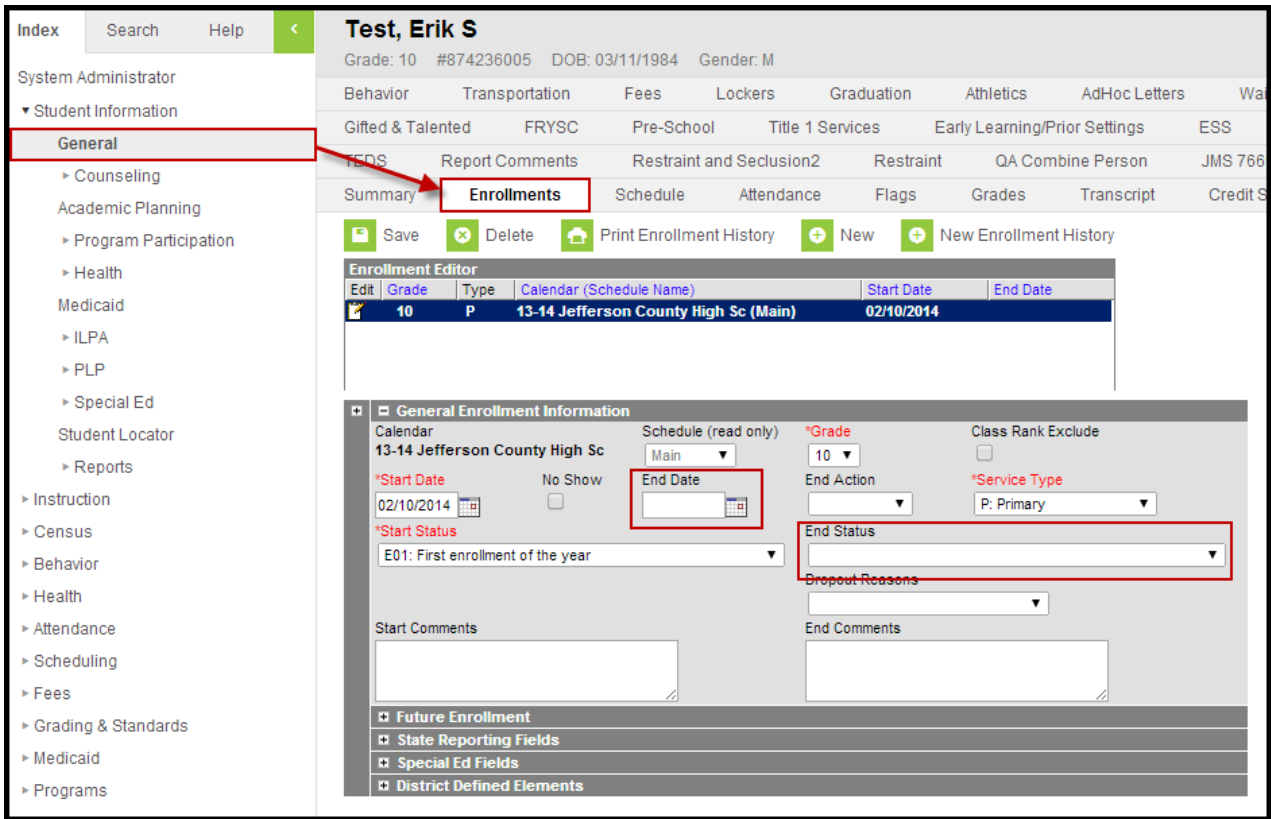 Index Search Help <
System Administrator
Student Information
General
Counseling
Academic Planning
Program Participation
Health
Medicaid
ILPA
PLP
Special Ed
Student Locator
Reports
Instruction
Census
Behavior
Health
Attendance
Scheduling
Fees
Grading & Standards
Medicaid
Programs
Test, Erik S
Grade: 10 #874236005 DOB: 03/11/1984 Gender: M
Behavior Transportation Fees Lockers Graduation Athletics AdHoc Letters Wai
Gifted & Talented FRYSC Pre-School Title 1 Services Early Learning/Prior Settings ESS
TEDS Report Comments Restraint and Seclusion2 Restraint QA Combine Person JMS 766
Summary Enrollments Schedule Attendance Flags Grades Transcript Credit S
Save Delete Print Enrollment History New New Enrollment History
Enrollment Editor
Edit Grade Type Calendar (Schedule Name) Start Date End Date
10 P 13-14 Jefferson County High Sc (Main) 02/10/2014
General Enrollment Information
Calendar Schedule (read only) *Grade Class Rank Exclude
13-14 Jefferson County High Sc Main 10
*Start Date No Show End Date End Action *Service Type
02/10/2014 P: Primary
*Start Status End Status
E01: First enrollment of the year
Dropout Reasons
Start Comments End Comments
Future Enrollment
State Reporting Fields
Special Ed Fields
District Defined Elements